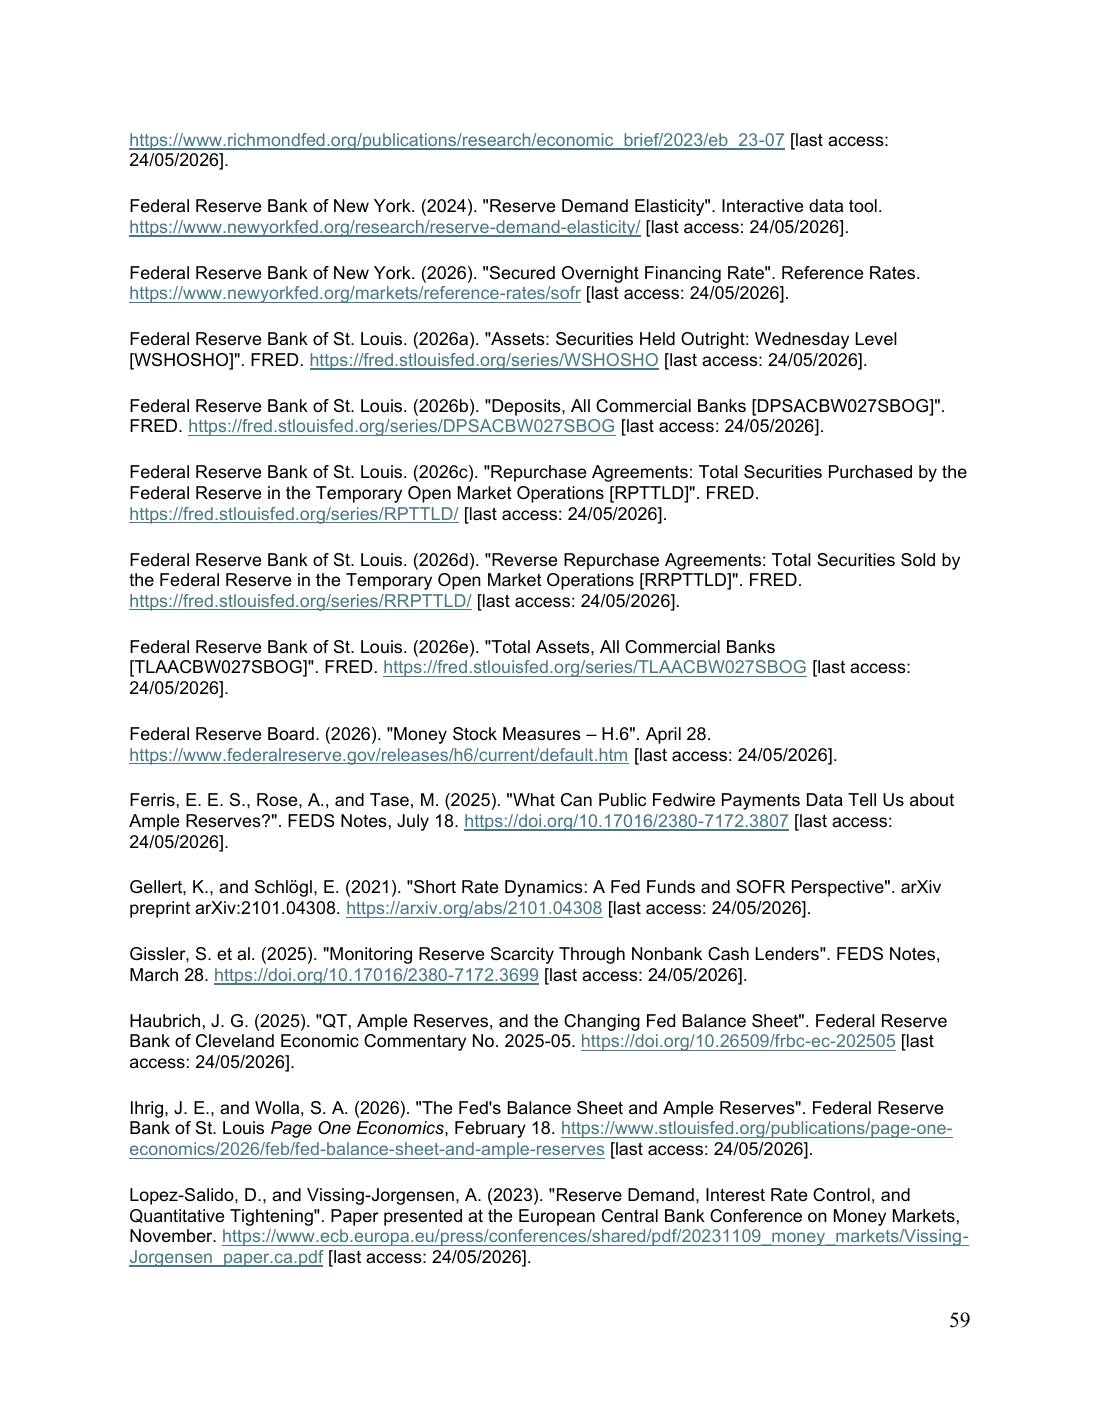 https://www.richmondfed.org/publications/research/economic_brief/2023/eb_23-07 [last access:
24/05/2026].
Federal Reserve Bank of New York. (2024). "Reserve Demand Elasticity". Interactive data tool.
https://www.newyorkfed.org/research/reserve-demand-elasticity/ [last access: 24/05/2026].
Federal Reserve Bank of New York. (2026). "Secured Overnight Financing Rate". Reference Rates.
https://www.newyorkfed.org/markets/reference-rates/sofr [last access: 24/05/2026].
Federal Reserve Bank of St. Louis. (2026a). "Assets: Securities Held Outright: Wednesday Level
[WSHOSHO]". FRED. https://fred.stlouisfed.org/series/WSHOSHO [last access: 24/05/2026].
Federal Reserve Bank of St. Louis. (2026b). "Deposits, All Commercial Banks [DPSACBW027SBOG]".
FRED. https://fred.stlouisfed.org/series/DPSACBW027SBOG [last access: 24/05/2026].
Federal Reserve Bank of St. Louis. (2026c). "Repurchase Agreements: Total Securities Purchased by the
Federal Reserve in the Temporary Open Market Operations [RPTTLD]". FRED.
https://fred.stlouisfed.org/series/RPTTLD/ [last access: 24/05/2026].
Federal Reserve Bank of St. Louis. (2026d). "Reverse Repurchase Agreements: Total Securities Sold by
the Federal Reserve in the Temporary Open Market Operations [RRPTTLD]". FRED.
https://fred.stlouisfed.org/series/RRPTTLD/ [last access: 24/05/2026].
Federal Reserve Bank of St. Louis. (2026e). "Total Assets, All Commercial Banks
[TLAACBW027SBOG]". FRED. https://fred.stlouisfed.org/series/TLAACBW027SBOG [last access:
24/05/2026].
Federal Reserve Board. (2026). "Money Stock Measures – H.6". April 28.
https://www.federalreserve.gov/releases/h6/current/default.htm [last access: 24/05/2026].
Ferris, E. E. S., Rose, A., and Tase, M. (2025). "What Can Public Fedwire Payments Data Tell Us about
Ample Reserves?". FEDS Notes, July 18. https://doi.org/10.17016/2380-7172.3807 [last access:
24/05/2026].
Gellert, K., and Schlögl, E. (2021). "Short Rate Dynamics: A Fed Funds and SOFR Perspective". arXiv
preprint arXiv:2101.04308. https://arxiv.org/abs/2101.04308 [last access: 24/05/2026].
Gissler, S. et al. (2025). "Monitoring Reserve Scarcity Through Nonbank Cash Lenders". FEDS Notes,
March 28. https://doi.org/10.17016/2380-7172.3699 [last access: 24/05/2026].
Haubrich, J. G. (2025). "QT, Ample Reserves, and the Changing Fed Balance Sheet". Federal Reserve
Bank of Cleveland Economic Commentary No. 2025-05. https://doi.org/10.26509/frbc-ec-202505 [last
access: 24/05/2026].
Ihrig, J. E., and Wolla, S. A. (2026). "The Fed's Balance Sheet and Ample Reserves". Federal Reserve
Bank of St. Louis Page One Economics, February 18. https://www.stlouisfed.org/publications/page-one-
economics/2026/feb/fed-balance-sheet-and-ample-reserves [last access: 24/05/2026].
Lopez-Salido, D., and Vissing-Jorgensen, A. (2023). "Reserve Demand, Interest Rate Control, and
Quantitative Tightening". Paper presented at the European Central Bank Conference on Money Markets,
November. https://www.ecb.europa.eu/press/conferences/shared/pdf/20231109_money_markets/Vissing-
Jorgensen_paper.ca.pdf [last access: 24/05/2026].
59